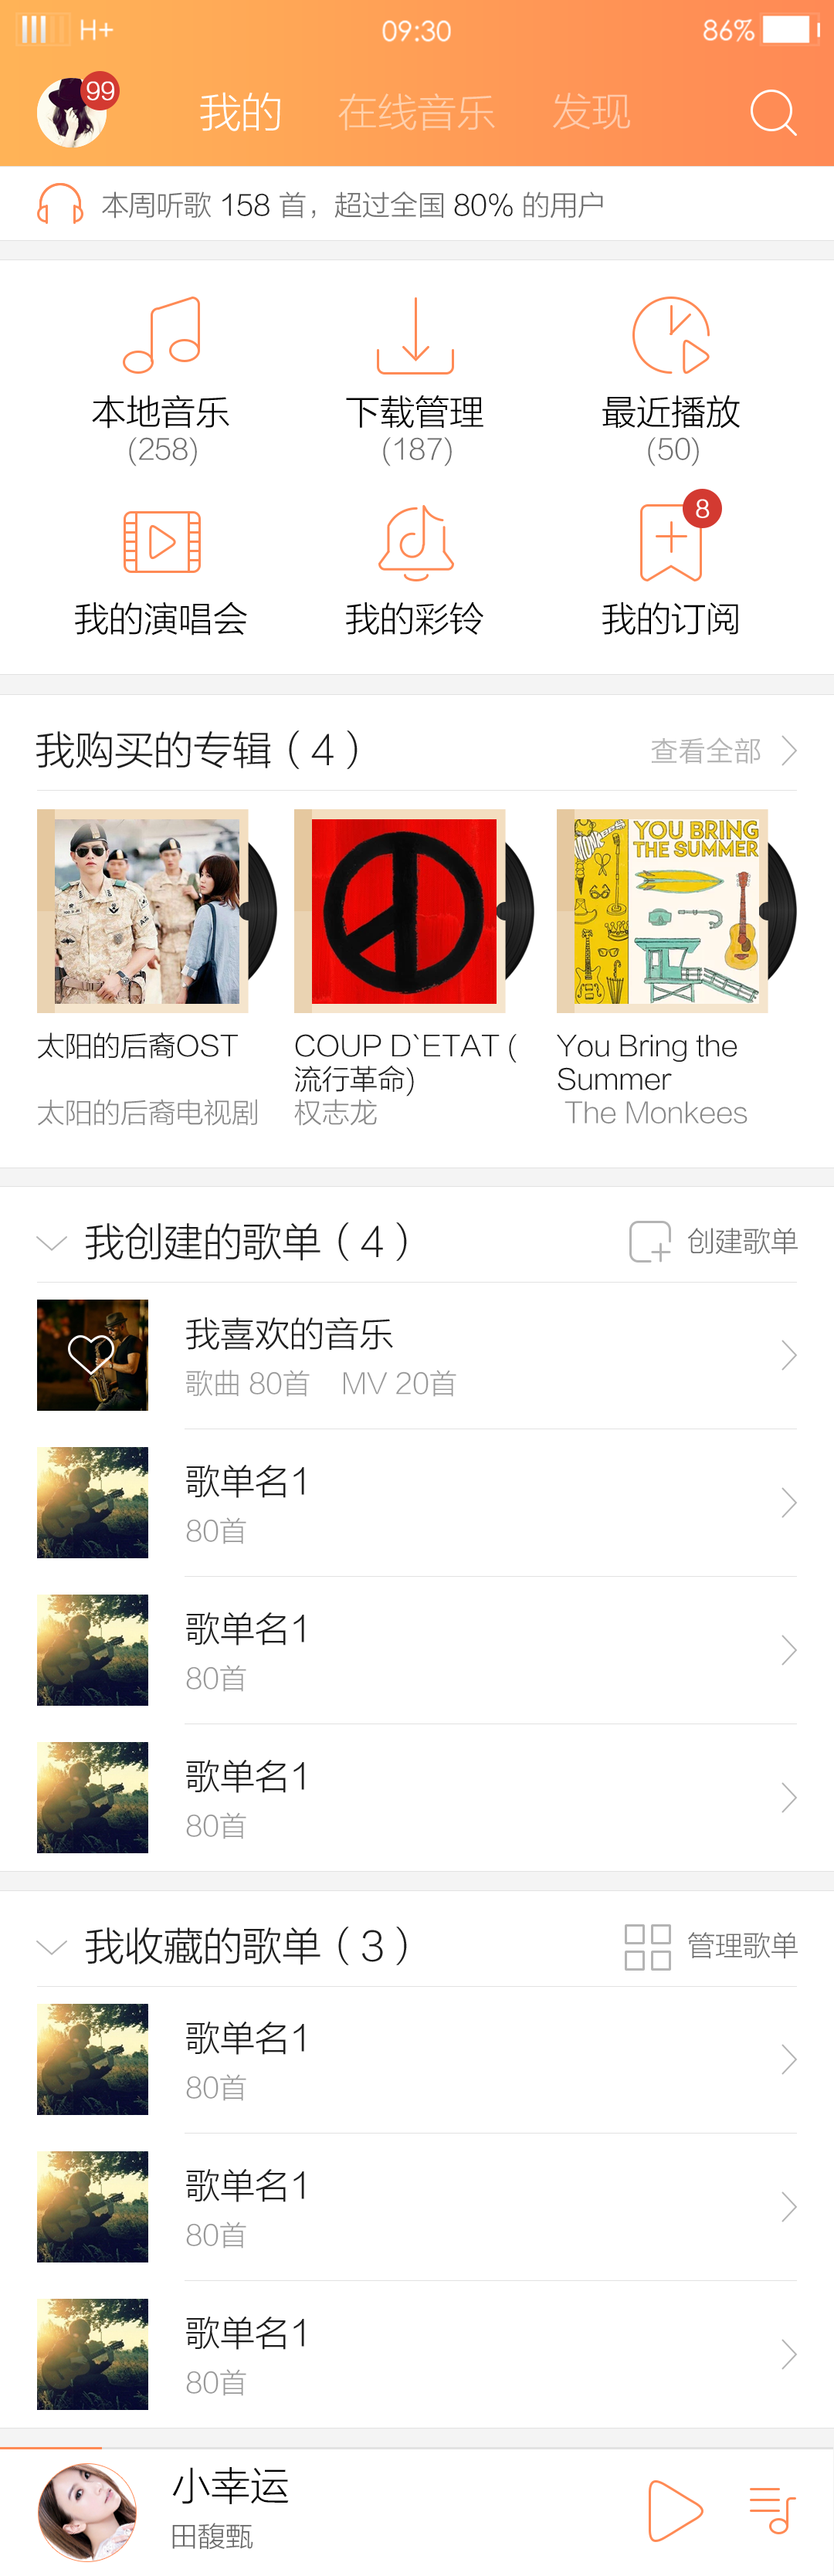 H+ 09:30 86%
99
我的 在线音乐 发现
本周听歌 158 首，超过全国 80% 的用户
本地音乐 下载管理 最近播放
(258) (187) (50)
8
我的演唱会 我的彩铃 我的订阅
我购买的专辑（4） 查看全部
YOU BRING
THE SUMMER
太阳的后裔OST
太阳的后裔电视剧
COUP D`ETAT (
流行革命)
权志龙
You Bring the
Summer
The Monkees
我创建的歌单（4） 创建歌单
我喜欢的音乐
歌曲 80首 MV 20首
歌单名1
80首
歌单名1
80首
歌单名1
80首
我收藏的歌单（3） 管理歌单
歌单名1
80首
歌单名1
80首
歌单名1
80首
小幸运
田馥甄